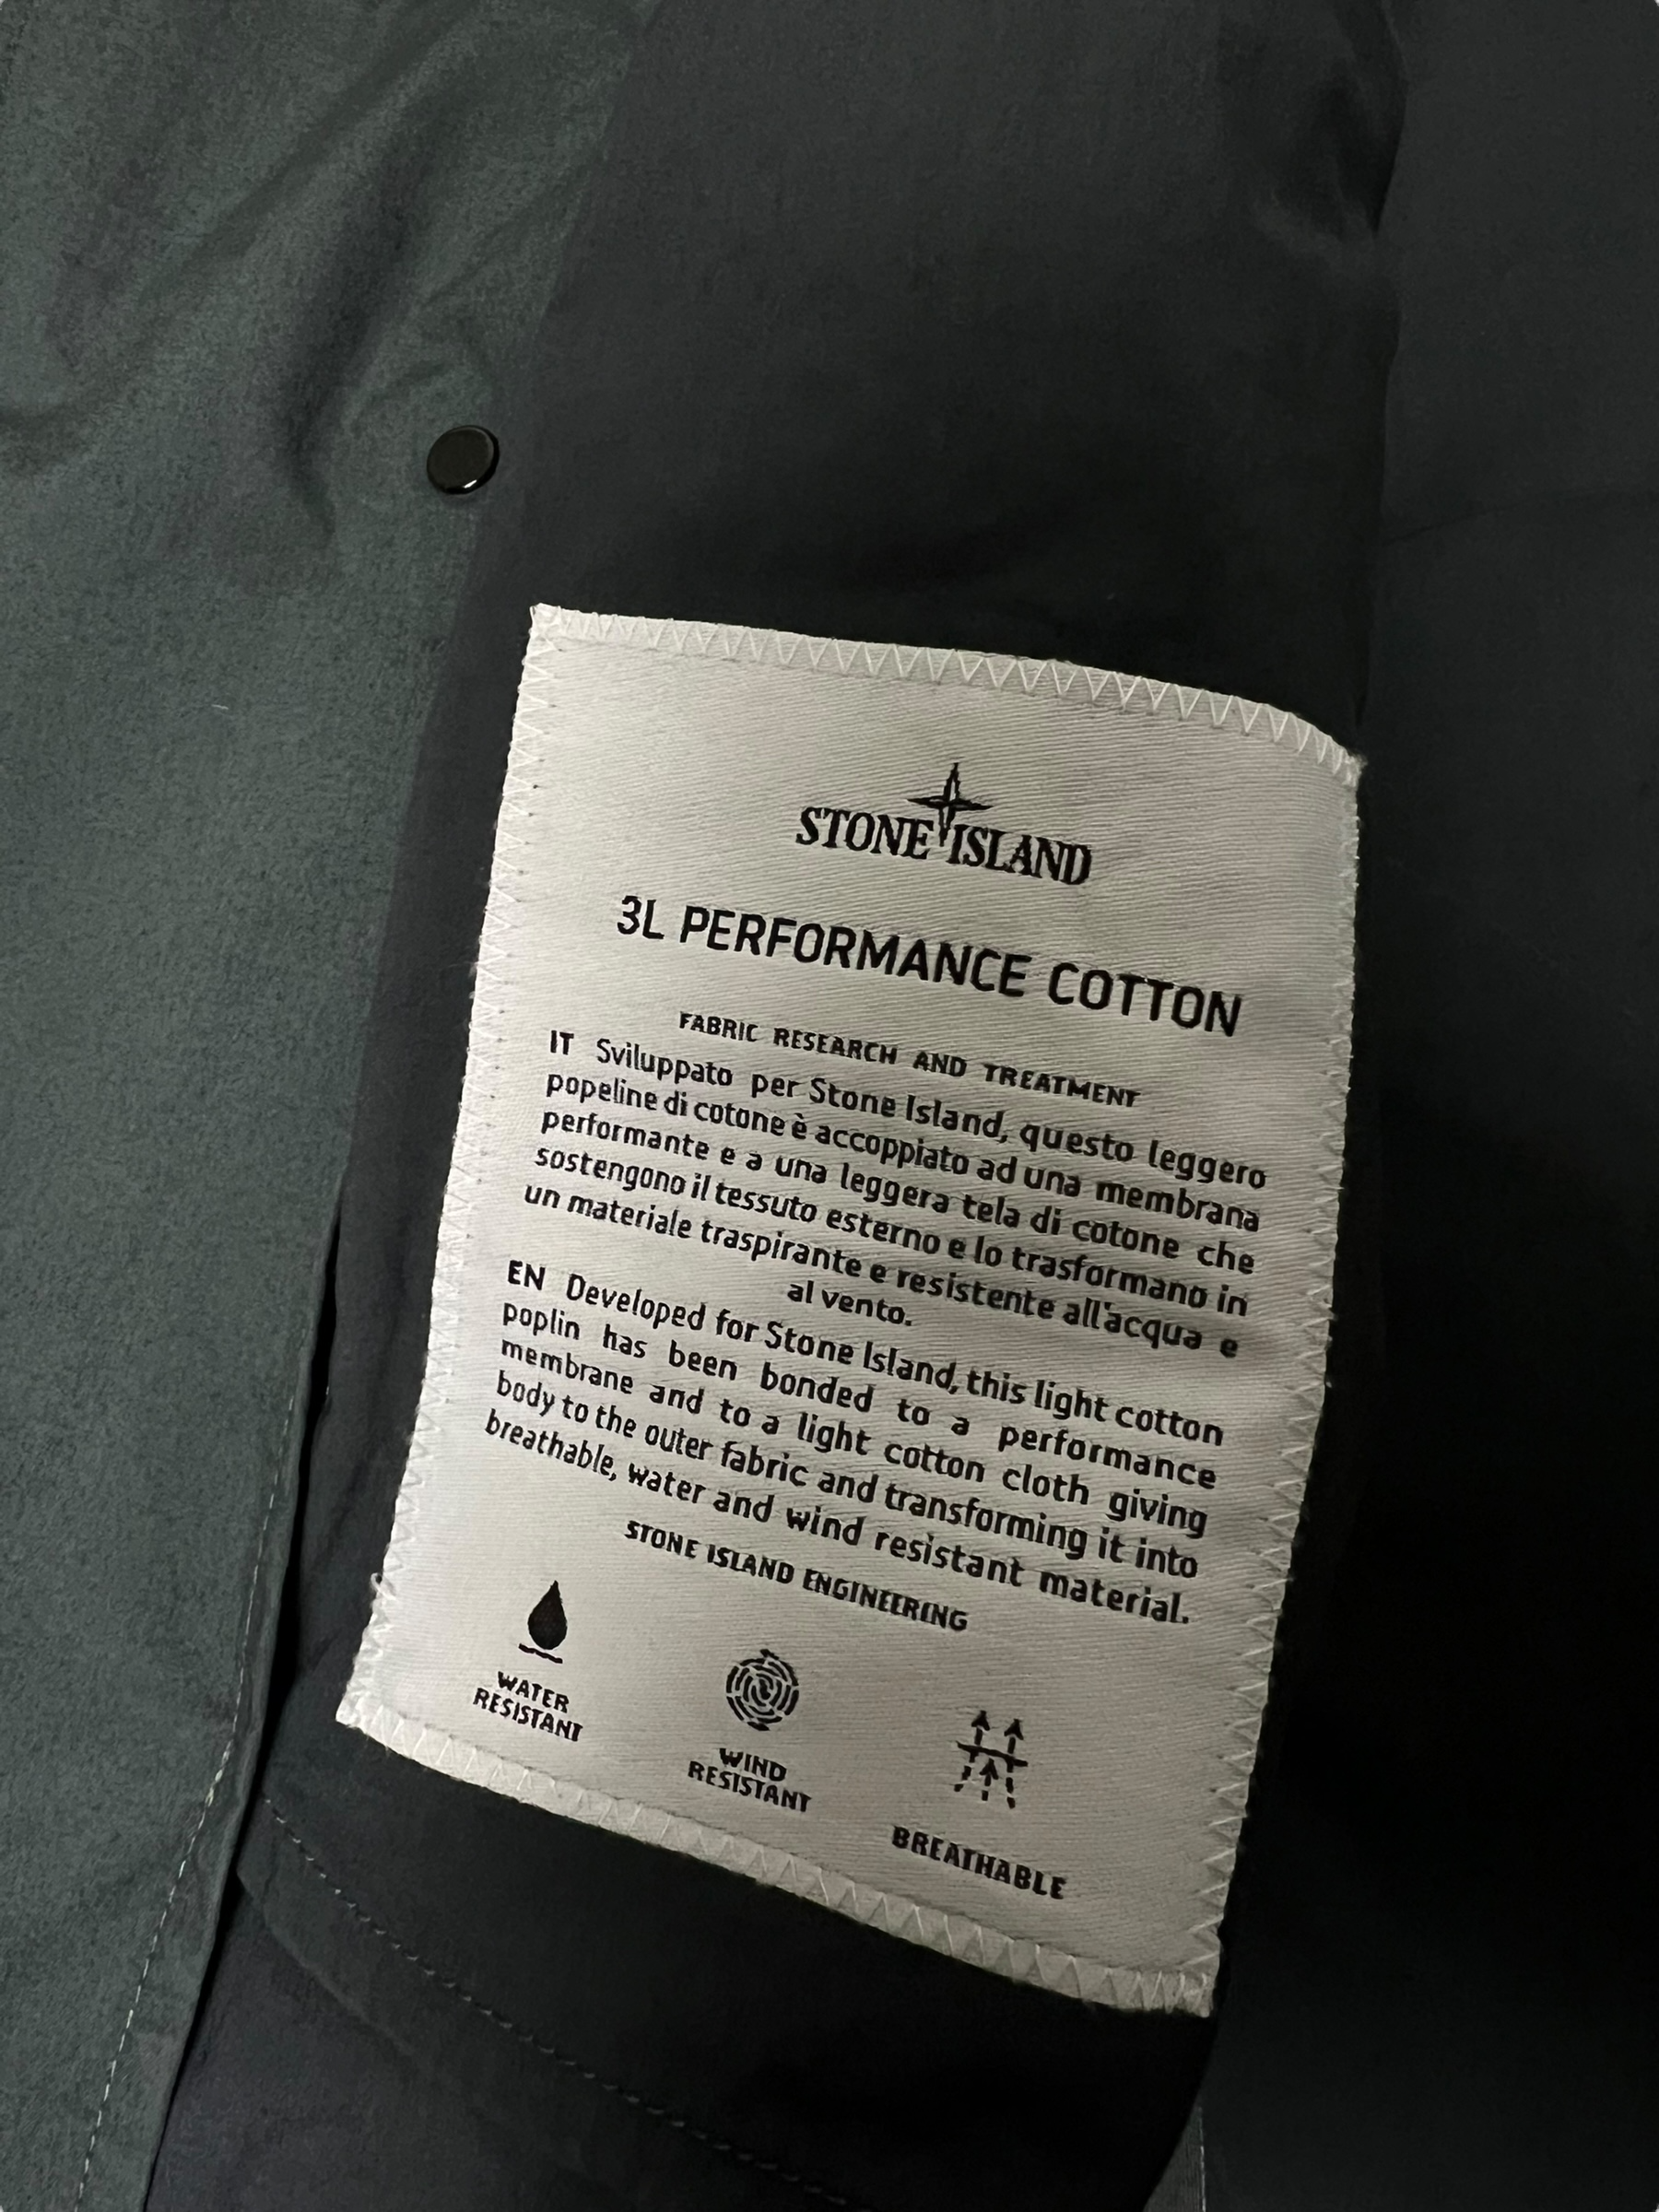 STONE ISLAND
3L PERFORMANCE COTTON
FABRIC RESEARCH AND TREATMENT
IT Sviluppato per Stone Island, questo leggero
popeline di cotone è accoppiato ad una membrana
performante e a una leggera tela di cotone che
sostengono il tessuto esterno e lo trasformano in
un materiale traspirante e resistente all'acqua e
al vento.
EN Developed for Stone Island, this light cotton
poplin has been bonded to a performance
membrane and to a light cotton cloth giving
body to the outer fabric and transforming it into
breathable, water and wind resistant material.
STONE ISLAND ENGINEERING
WATER
RESISTANT
WIND
RESISTANT
BREATHABLE